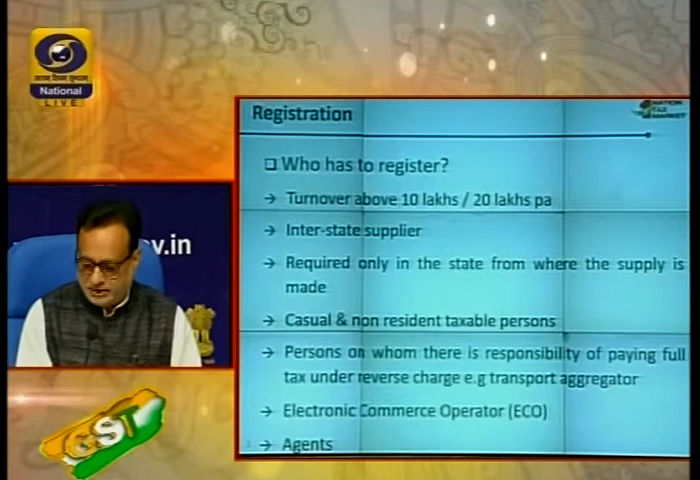 सत्यम् शिवम् सुन्दरम्
National
LIVE
Registration
NATION
TAX
MARKET
❑ Who has to register?
→ Turnover above 10 lakhs / 20 lakhs pa
→ Inter-state supplier
→ Required only in the state from where the supply is
made
→ Casual & non resident taxable persons
→ Persons on whom there is responsibility of paying full
tax under reverse charge e.g transport aggregator
→ Electronic Commerce Operator (ECO)
→ Agents
v.in
GST